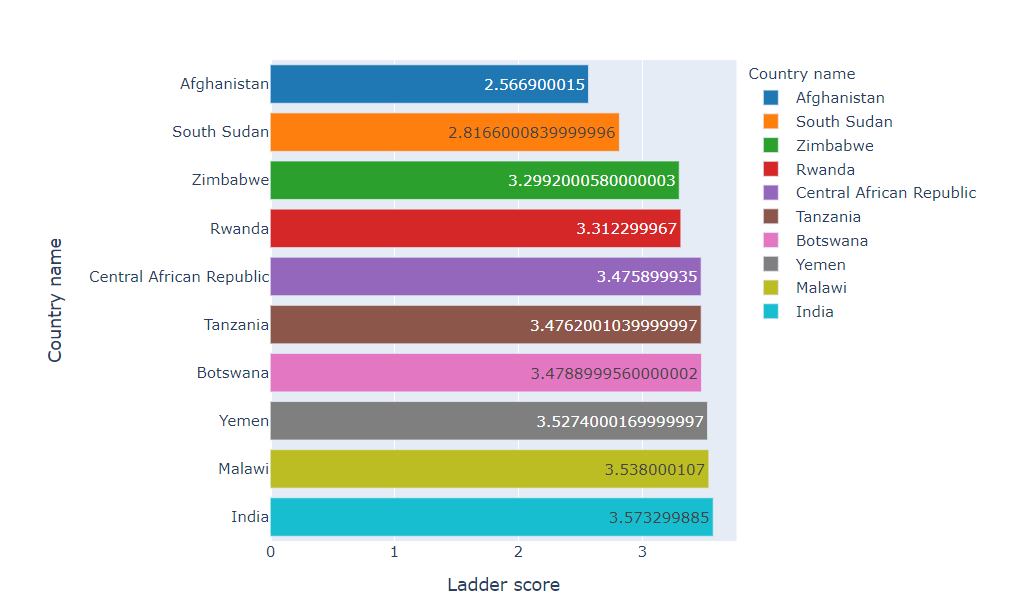 Country name
Afghanistan 2.566900015
South Sudan 2.8166000839999996
Zimbabwe 3.2992000580000003
Rwanda 3.312299967
Central African Republic 3.475899935
Tanzania 3.4762001039999997
Botswana 3.4788999560000002
Yemen 3.5274000169999997
Malawi 3.538000107
India 3.573299885
0 1 2 3
Ladder score
Country name
Afghanistan
South Sudan
Zimbabwe
Rwanda
Central African Republic
Tanzania
Botswana
Yemen
Malawi
India